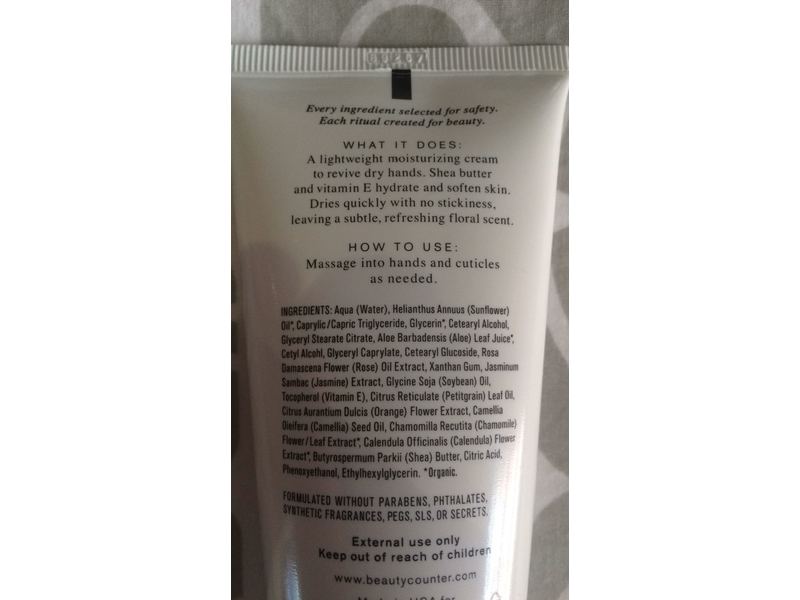 Every ingredient selected for safety.
Each ritual created for beauty.
WHAT IT DOES:
A lightweight moisturizing cream
to revive dry hands. Shea butter
and vitamin E hydrate and soften skin.
Dries quickly with no stickiness,
leaving a subtle, refreshing floral scent.
HOW TO USE:
Massage into hands and cuticles
as needed.
INGREDIENTS: Aqua (Water), Helianthus Annuus (Sunflower)
Oil*, Caprylic/Capric Triglyceride, Glycerin*, Cetearyl Alcohol,
Glyceryl Stearate Citrate, Aloe Barbadensis (Aloe) Leaf Juice*,
Cetyl Alcohl, Glyceryl Caprylate, Cetearyl Glucoside, Rosa
Damascena Flower (Rose) Oil Extract, Xanthan Gum, Jasminum
Sambac (Jasmine) Extract, Glycine Soja (Soybean) Oil,
Tocopherol (Vitamin E), Citrus Reticulate (Petitgrain) Leaf Oil,
Citrus Aurantium Dulcis (Orange) Flower Extract, Camellia
Oleifera (Camellia) Seed Oil, Chamomilla Recutita (Chamomile)
Flower/Leaf Extract*, Calendula Officinalis (Calendula) Flower
Extract*, Butyrospermum Parkii (Shea) Butter, Citric Acid,
Phenoxyethanol, Ethylhexylglycerin. *Organic.
FORMULATED WITHOUT PARABENS, PHTHALATES,
SYNTHETIC FRAGRANCES, PEGS, SLS, OR SECRETS.
External use only
Keep out of reach of children
www.beautycounter.com